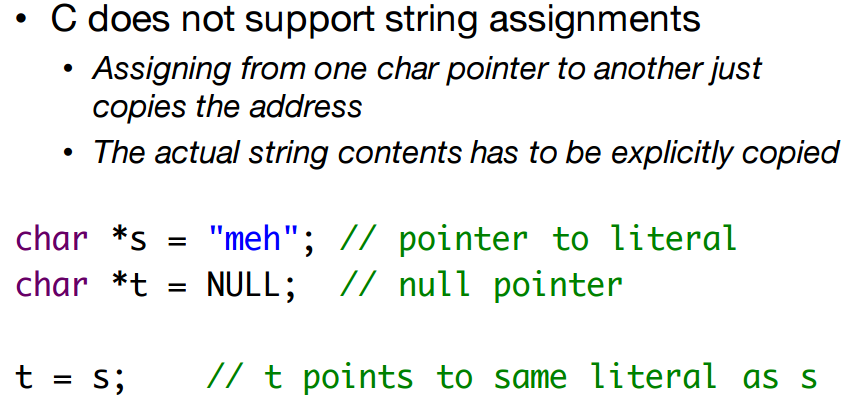 • C does not support string assignments
• Assigning from one char pointer to another just
copies the address
• The actual string contents has to be explicitly copied
char *s = "meh"; // pointer to literal
char *t = NULL;  // null pointer
t = s;    // t points to same literal as s